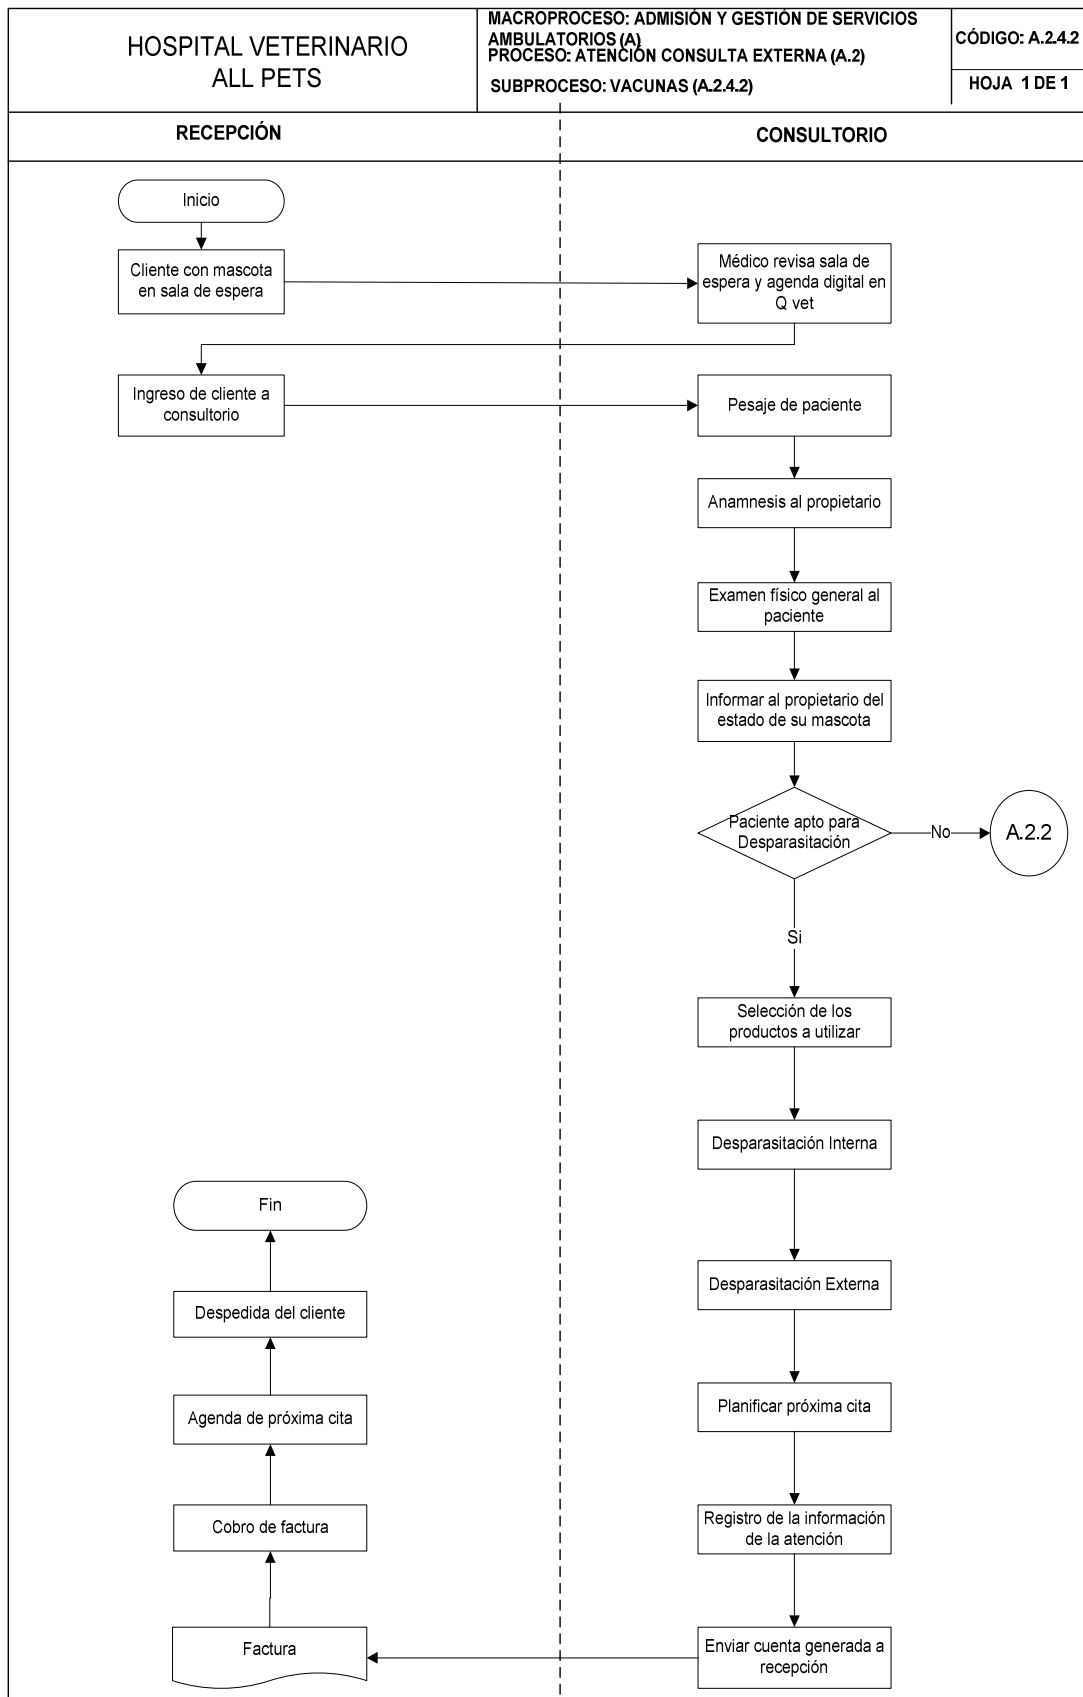 HOSPITAL VETERINARIO
ALL PETS
MACROPROCESO: ADMISIÓN Y GESTIÓN DE SERVICIOS
AMBULATORIOS (A)
PROCESO: ATENCIÓN CONSULTA EXTERNA (A.2)
SUBPROCESO: VACUNAS (A.2.4.2)
CÓDIGO: A.2.4.2
HOJA 1 DE 1
RECEPCIÓN
CONSULTORIO
Inicio
Cliente con mascota
en sala de espera
Médico revisa sala de
espera y agenda digital en
Q vet
Ingreso de cliente a
consultorio
Pesaje de paciente
Anamnesis al propietario
Examen físico general al
paciente
Informar al propietario del
estado de su mascota
Paciente apto para
Desparasitación
No
A.2.2
Si
Selección de los
productos a utilizar
Desparasitación Interna
Desparasitación Externa
Planificar próxima cita
Registro de la información
de la atención
Enviar cuenta generada a
recepción
Factura
Cobro de factura
Agenda de próxima cita
Despedida del cliente
Fin